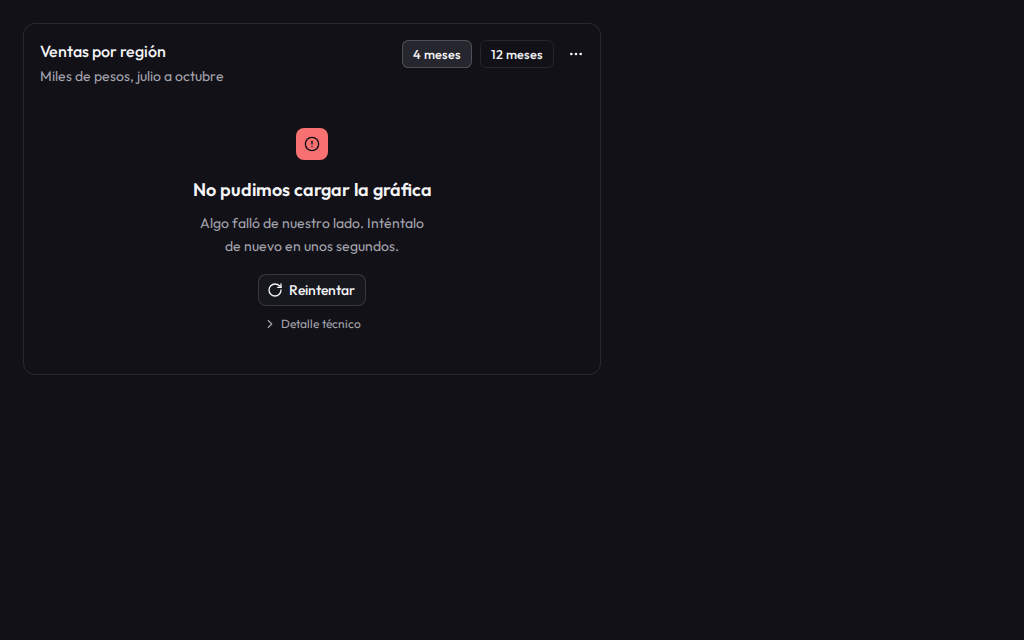 Ventas por región
Miles de pesos, julio a octubre
4 meses
12 meses
No pudimos cargar la gráfica
Algo falló de nuestro lado. Inténtalo
de nuevo en unos segundos.
Reintentar
Detalle técnico